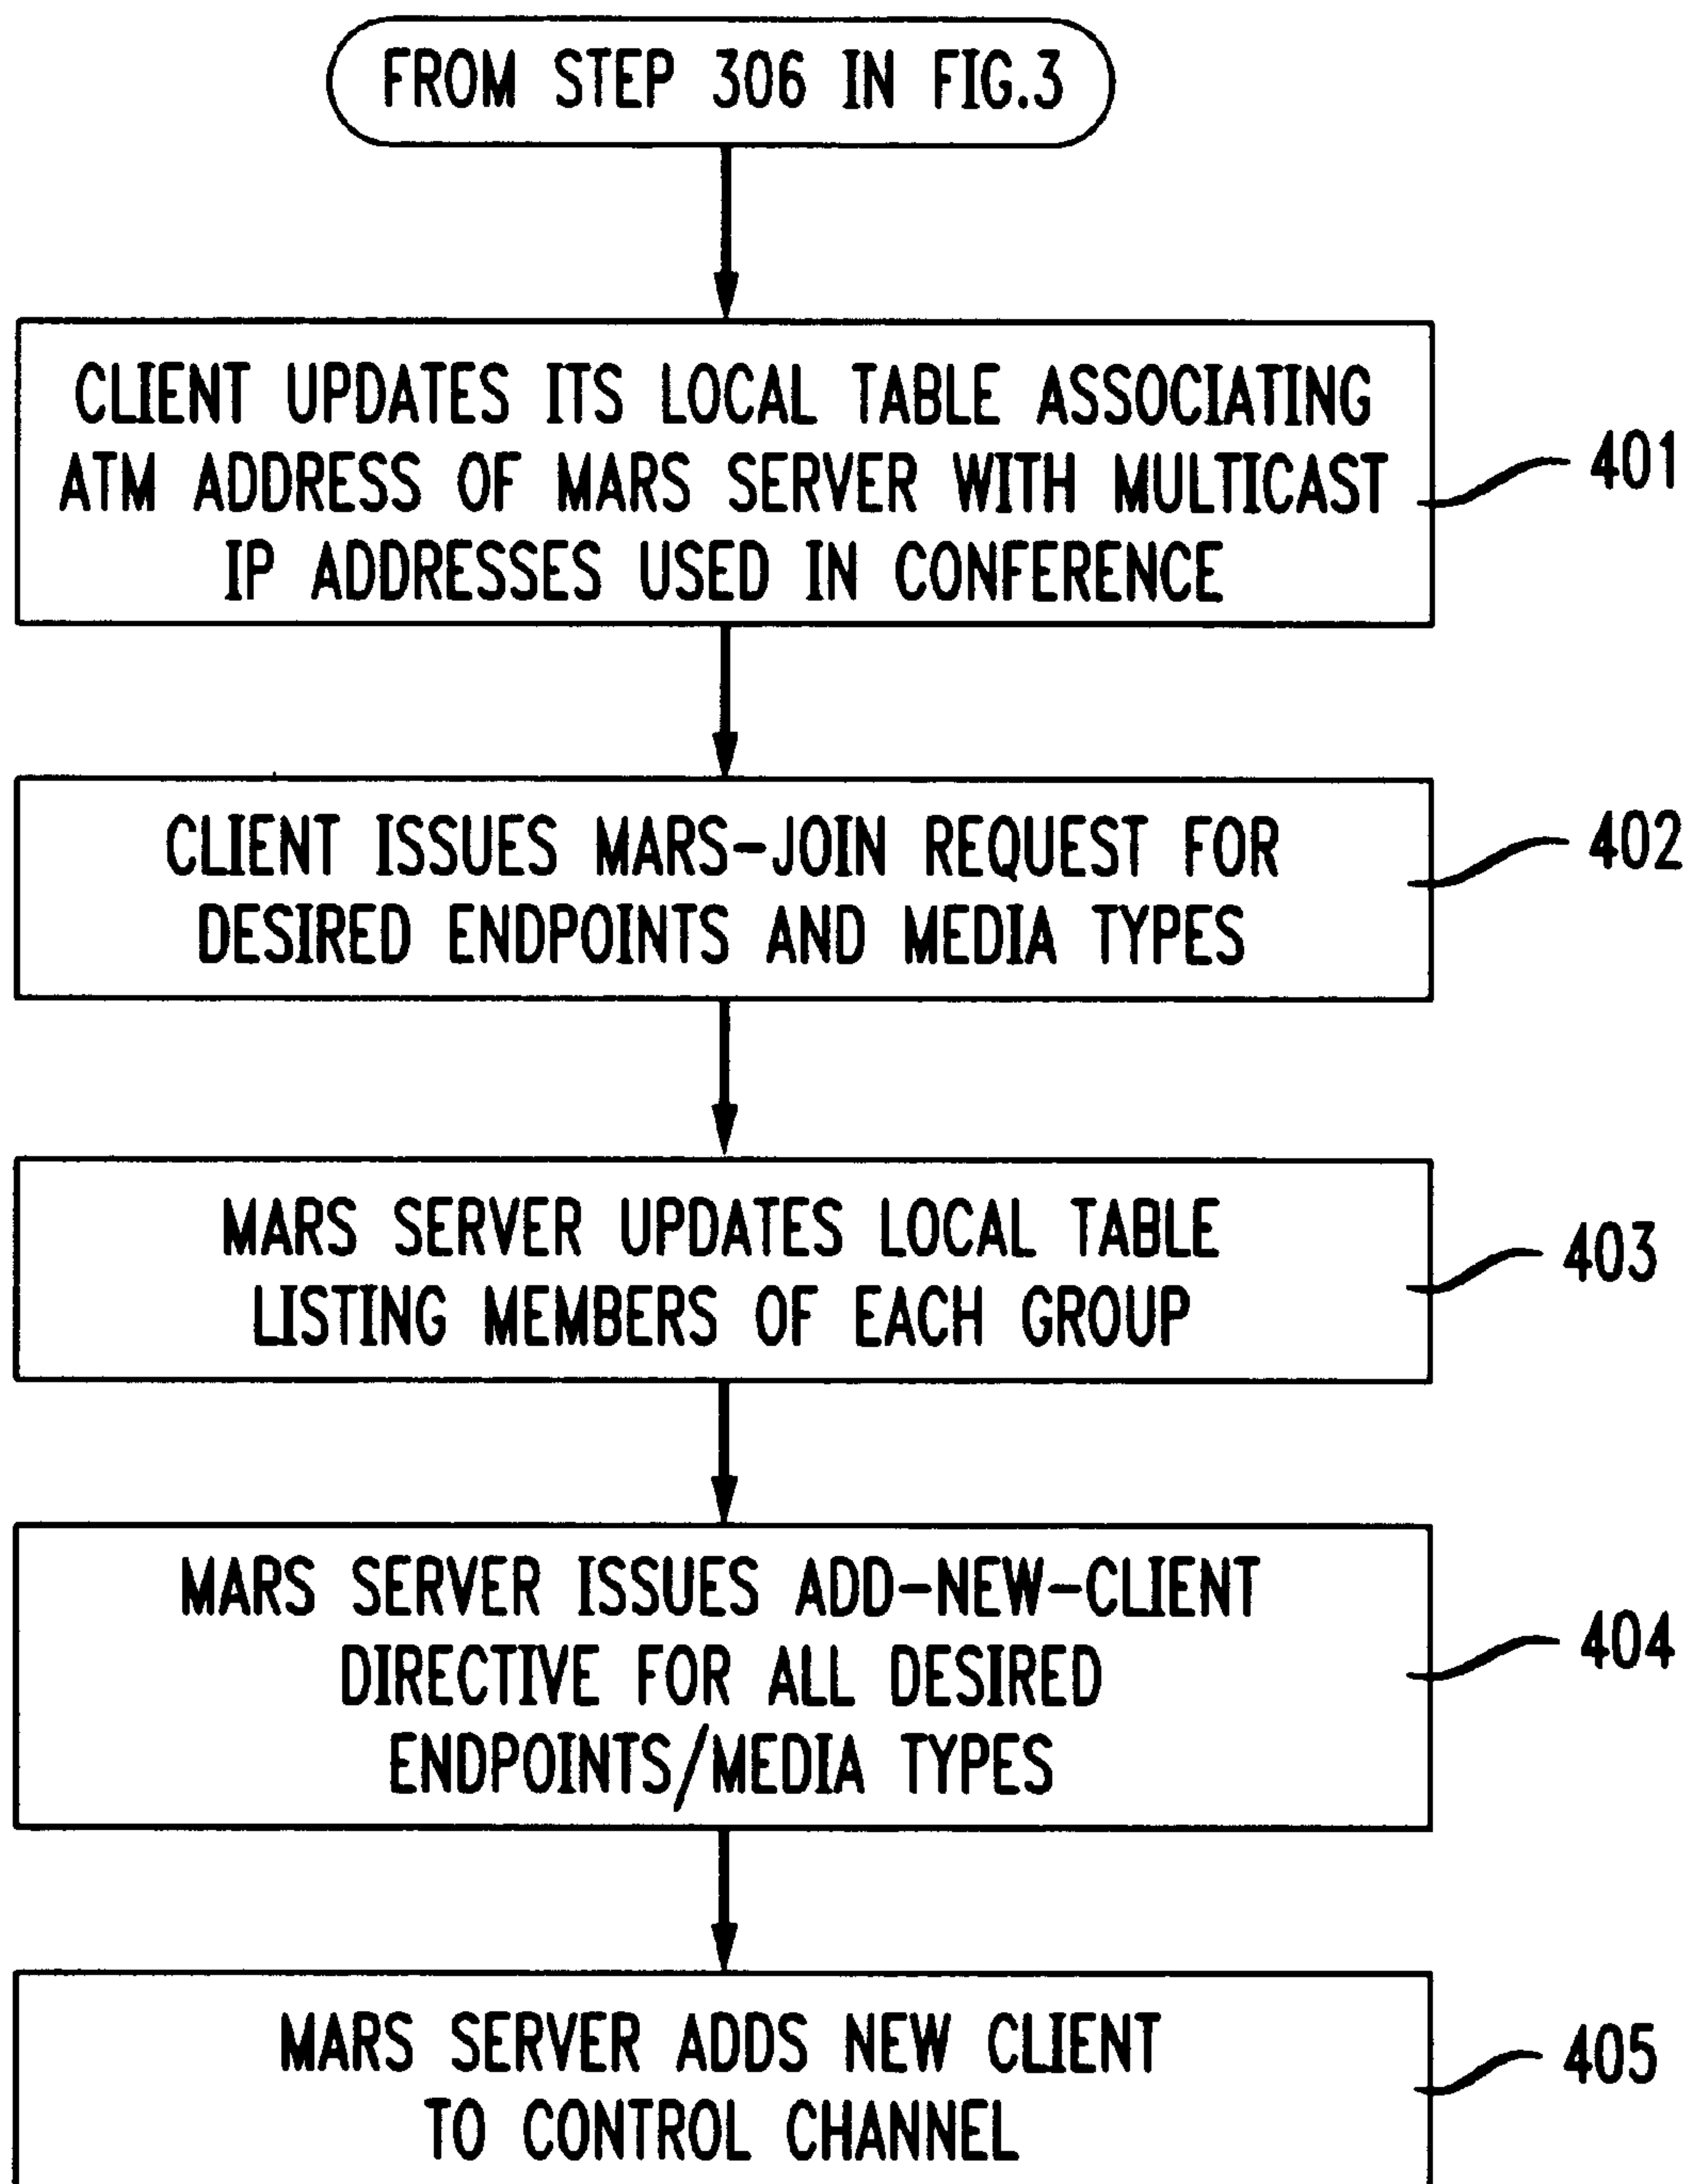 FROM STEP 306 IN FIG.3
CLIENT UPDATES ITS LOCAL TABLE ASSOCIATING
ATM ADDRESS OF MARS SERVER WITH MULTICAST
IP ADDRESSES USED IN CONFERENCE
401
CLIENT ISSUES MARS-JOIN REQUEST FOR
DESIRED ENDPOINTS AND MEDIA TYPES
402
MARS SERVER UPDATES LOCAL TABLE
LISTING MEMBERS OF EACH GROUP
403
MARS SERVER ISSUES ADD-NEW-CLIENT
DIRECTIVE FOR ALL DESIRED
ENDPOINTS/MEDIA TYPES
404
MARS SERVER ADDS NEW CLIENT
TO CONTROL CHANNEL
405